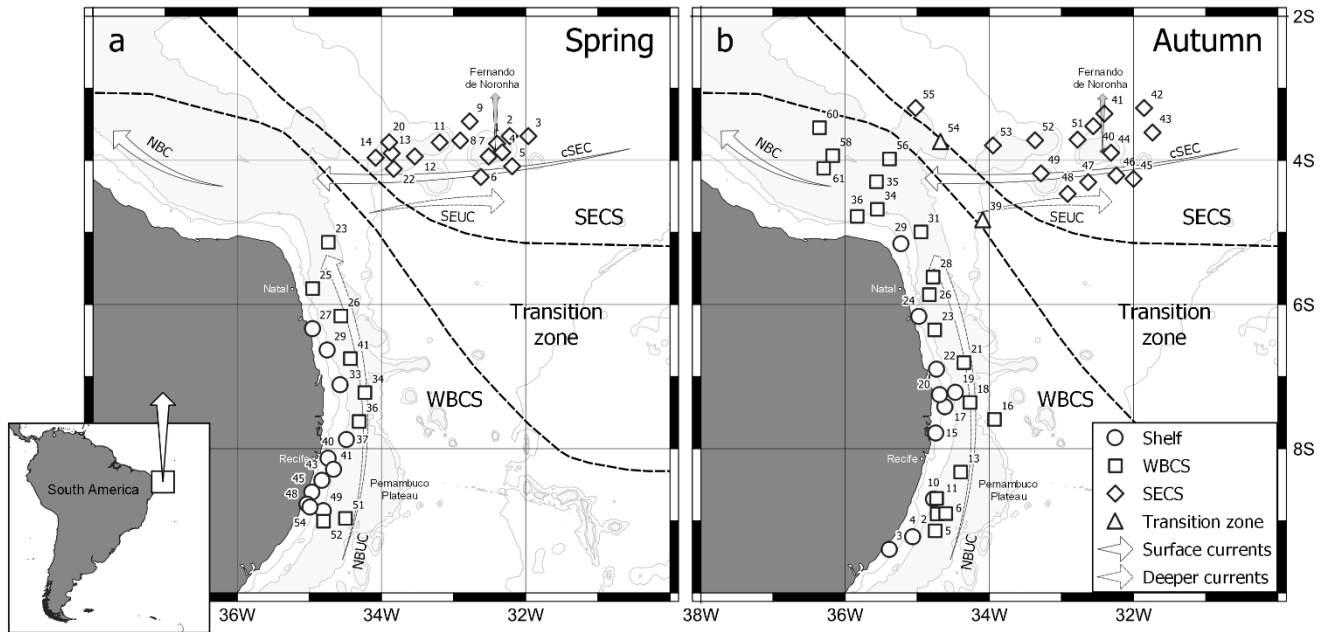 a
Spring
Fernando
de Noronha
9
2
3
20
13
11
1
14
8
7
4
5
12
22
6
cSEC
NBC
SEUC
SECS
23
25
Natal
26
27
Transition
zone
29
41
33
34
WBCS
36
37
40
Recife
41
43
45
48
49
51
54
52
Pernambuco
Plateau
NBUC
South America
36W
34W
32W
b
Autumn
2S
Fernando
de Noronha
55
41
42
60
54
51
43
53
52
58
56
40
44
cSEC
4S
NBC
61
35
49
47
46
45
48
34
36
39
SEUC
29
31
SECS
28
Natal
24
26
6S
23
Transition
zone
22
21
20
19
18
WBCS
16
17
15
Recife
8S
13
10
11
Pernambuco
Plateau
4
2
6
3
5
NBUC
Shelf
WBCS
SECS
Transition zone
Surface currents
Deeper currents
38W
36W
34W
32W